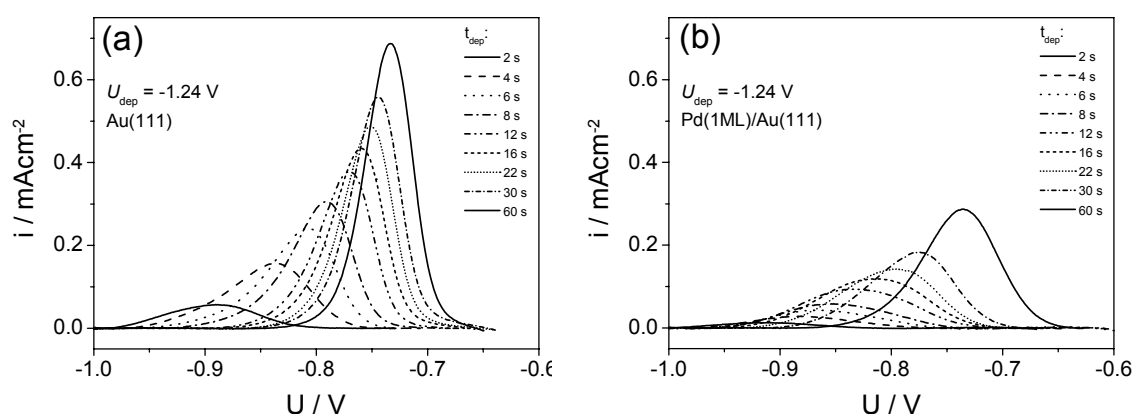 (a)
t_dep:
2 s
4 s
6 s
8 s
12 s
16 s
22 s
30 s
60 s
U_dep = -1.24 V
Au(111)
i / mAcm-2
0.6
0.4
0.2
0.0
-1.0 -0.9 -0.8 -0.7 -0.6
U / V
(b)
t_dep:
2 s
4 s
6 s
8 s
12 s
16 s
22 s
30 s
60 s
U_dep = -1.24 V
Pd(1ML)/Au(111)
i / mAcm-2
0.6
0.4
0.2
0.0
-1.0 -0.9 -0.8 -0.7 -0.6
U / V